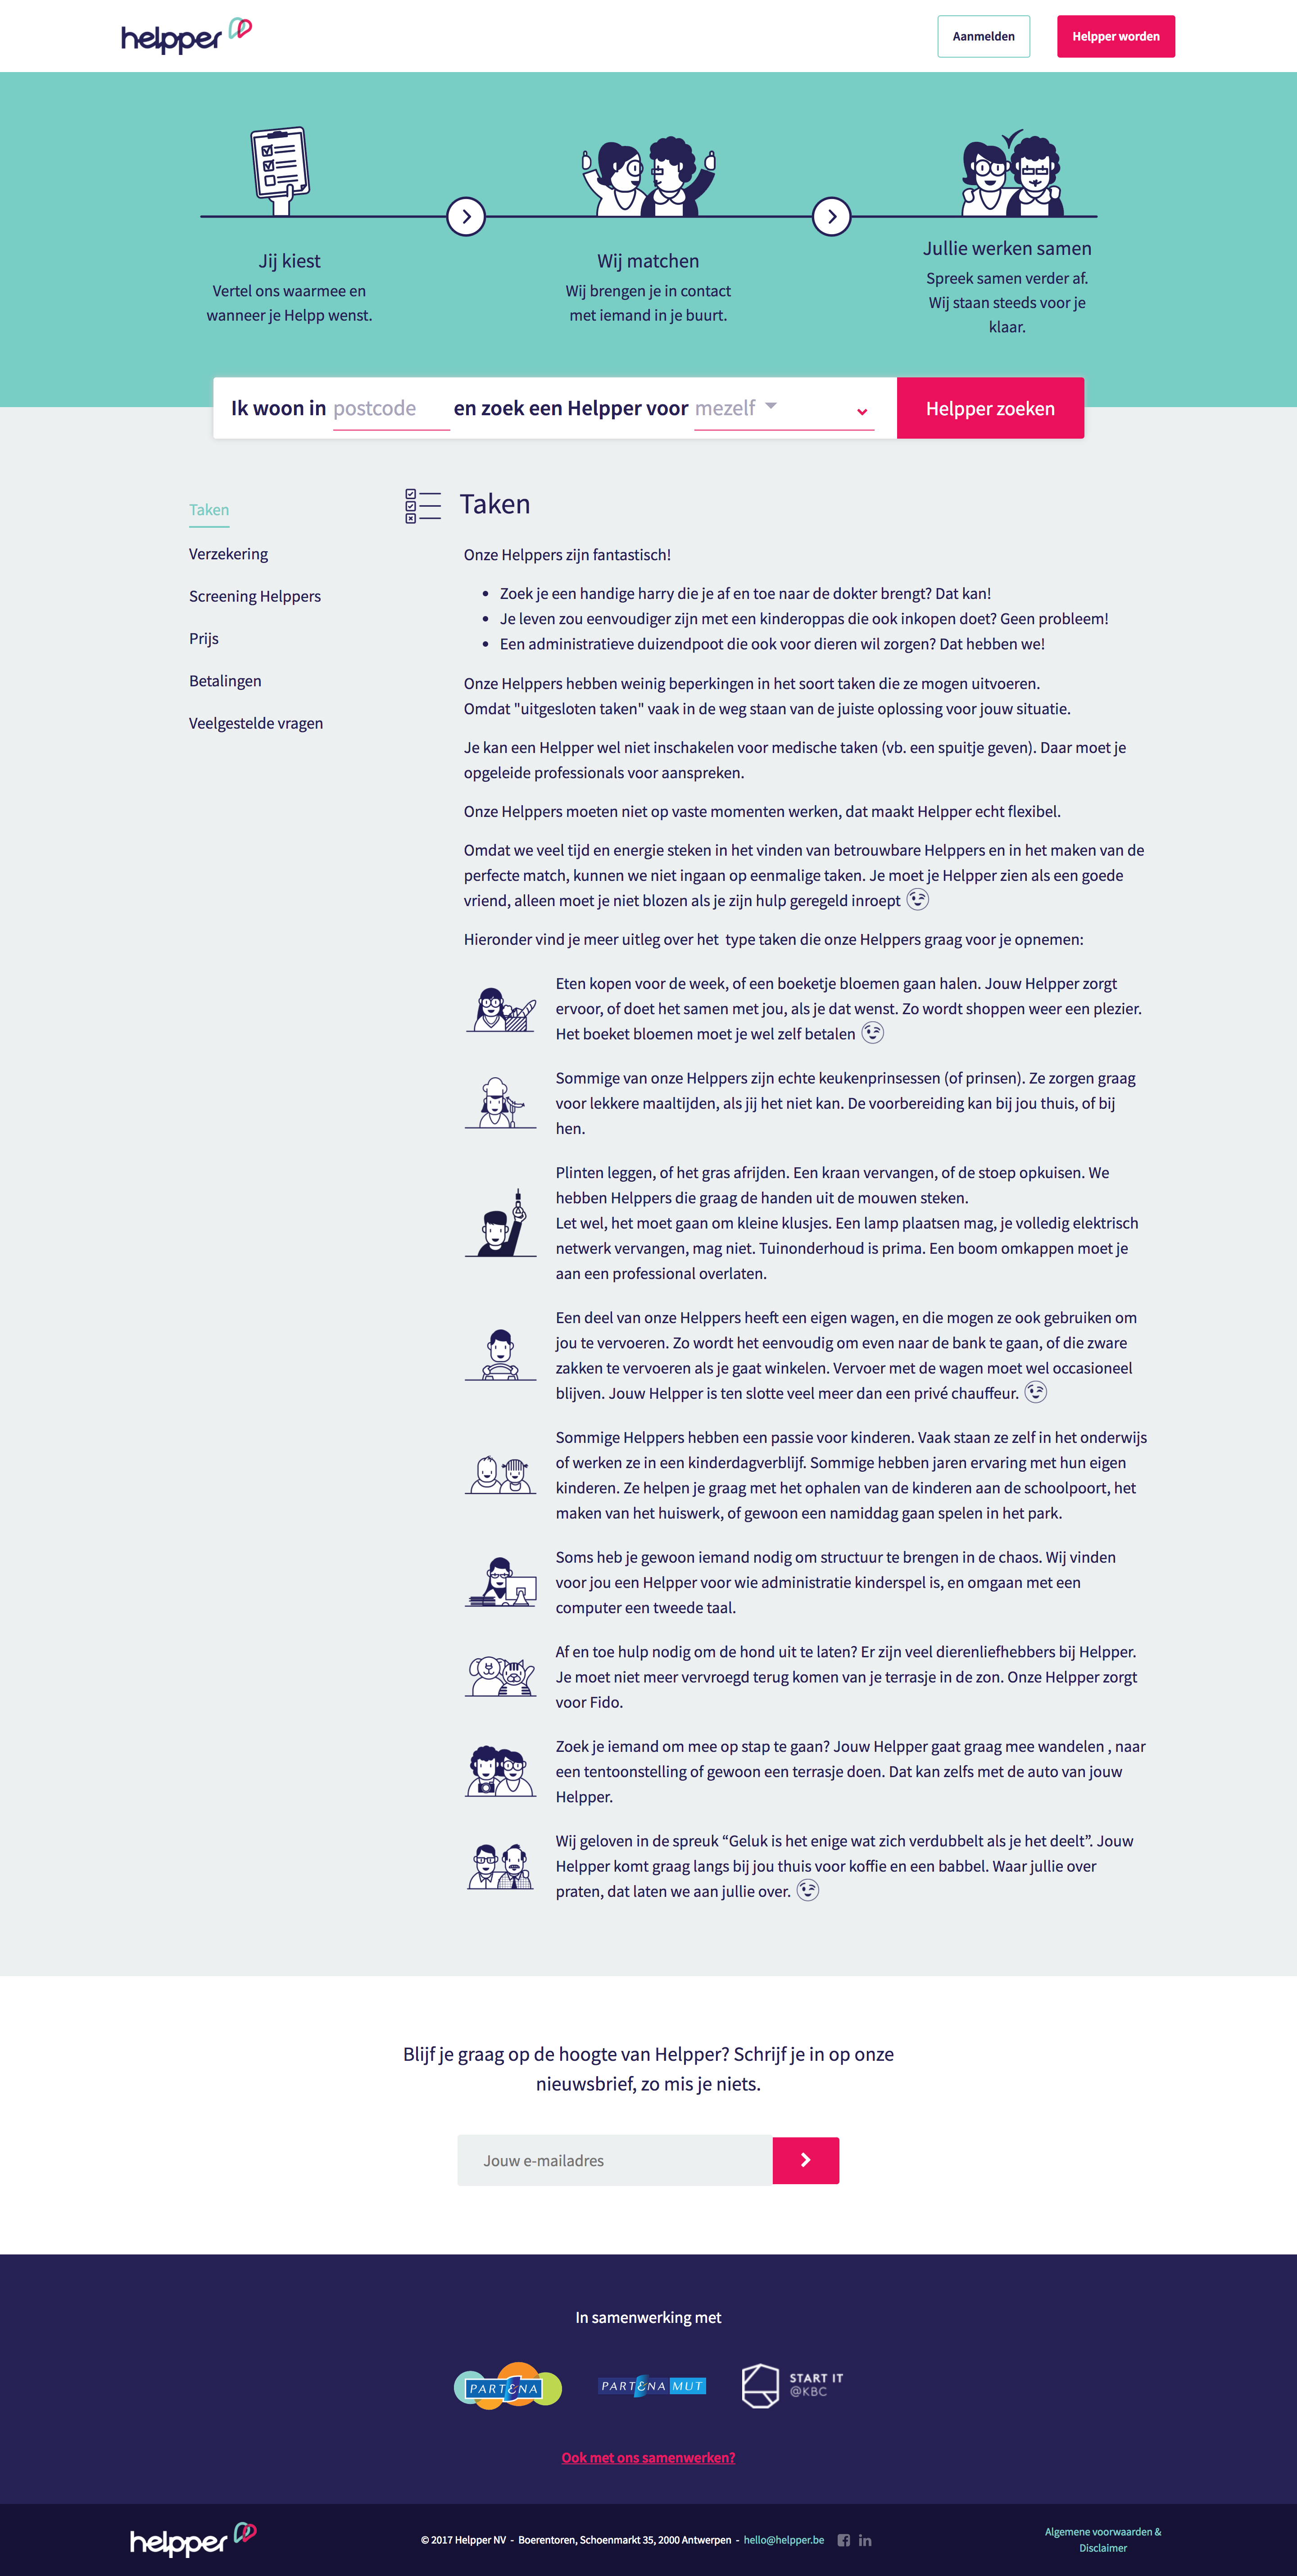 helpper
Aanmelden
Helpper worden
Jij kiest
Vertel ons waarmee en
wanneer je Helpp wenst.
Wij matchen
Wij brengen je in contact
met iemand in je buurt.
Jullie werken samen
Spreek samen verder af.
Wij staan steeds voor je
klaar.
Ik woon in postcode en zoek een Helpper voor mezelf
Helpper zoeken
Taken
Verzekering
Screening Helppers
Prijs
Betalingen
Veelgestelde vragen
Taken
Onze Helppers zijn fantastisch!
• Zoek je een handige harry die je af en toe naar de dokter brengt? Dat kan!
• Je leven zou eenvoudiger zijn met een kinderoppas die ook inkopen doet? Geen probleem!
• Een administratieve duizendpoot die ook voor dieren wil zorgen? Dat hebben we!
Onze Helppers hebben weinig beperkingen in het soort taken die ze mogen uitvoeren.
Omdat "uitgesloten taken" vaak in de weg staan van de juiste oplossing voor jouw situatie.
Je kan een Helpper wel niet inschakelen voor medische taken (vb. een spuitje geven). Daar moet je
opgeleide professionals voor aanspreken.
Onze Helppers moeten niet op vaste momenten werken, dat maakt Helpper echt flexibel.
Omdat we veel tijd en energie steken in het vinden van betrouwbare Helppers en in het maken van de
perfecte match, kunnen we niet ingaan op eenmalige taken. Je moet je Helpper zien als een goede
vriend, alleen moet je niet blozen als je zijn hulp geregeld inroept
Hieronder vind je meer uitleg over het type taken die onze Helppers graag voor je opnemen:
Eten kopen voor de week, of een boeketje bloemen gaan halen. Jouw Helpper zorgt
ervoor, of doet het samen met jou, als je dat wenst. Zo wordt shoppen weer een plezier.
Het boeket bloemen moet je wel zelf betalen
Sommige van onze Helppers zijn echte keukenprinsessen (of prinsen). Ze zorgen graag
voor lekkere maaltijden, als jij het niet kan. De voorbereiding kan bij jou thuis, of bij
hen.
Plinten leggen, of het gras afrijden. Een kraan vervangen, of de stoep opkuisen. We
hebben Helppers die graag de handen uit de mouwen steken.
Let wel, het moet gaan om kleine klusjes. Een lamp plaatsen mag, je volledig elektrisch
netwerk vervangen, mag niet. Tuinonderhoud is prima. Een boom omkappen moet je
aan een professional overlaten.
Een deel van onze Helppers heeft een eigen wagen, en die mogen ze ook gebruiken om
jou te vervoeren. Zo wordt het eenvoudig om even naar de bank te gaan, of die zware
zakken te vervoeren als je gaat winkelen. Vervoer met de wagen moet wel occasioneel
blijven. Jouw Helpper is ten slotte veel meer dan een privé chauffeur.
Sommige Helppers hebben een passie voor kinderen. Vaak staan ze zelf in het onderwijs
of werken ze in een kinderdagverblijf. Sommige hebben jaren ervaring met hun eigen
kinderen. Ze helpen je graag met het ophalen van de kinderen aan de schoolpoort, het
maken van het huiswerk, of gewoon een namiddag gaan spelen in het park.
Soms heb je gewoon iemand nodig om structuur te brengen in de chaos. Wij vinden
voor jou een Helpper voor wie administratie kinderspel is, en omgaan met een
computer een tweede taal.
Af en toe hulp nodig om de hond uit te laten? Er zijn veel dierenliefhebbers bij Helpper.
Je moet niet meer vervroegd terug komen van je terrasje in de zon. Onze Helpper zorgt
voor Fido.
Zoek je iemand om mee op stap te gaan? Jouw Helpper gaat graag mee wandelen , naar
een tentoonstelling of gewoon een terrasje doen. Dat kan zelfs met de auto van jouw
Helpper.
Wij geloven in de spreuk “Geluk is het enige wat zich verdubbelt als je het deelt”. Jouw
Helpper komt graag langs bij jou thuis voor koffie en een babbel. Waar jullie over
praten, dat laten we aan jullie over.
Blijf je graag op de hoogte van Helpper? Schrijf je in op onze
nieuwsbrief, zo mis je niets.
Jouw e-mailadres
In samenwerking met
PARTENA
PARTENA MUT
START IT
@KBC
Ook met ons samenwerken?
helpper
© 2017 Helpper NV - Boerentoren, Schoenmarkt 35, 2000 Antwerpen - hello@helpper.be
Algemene voorwaarden &
Disclaimer